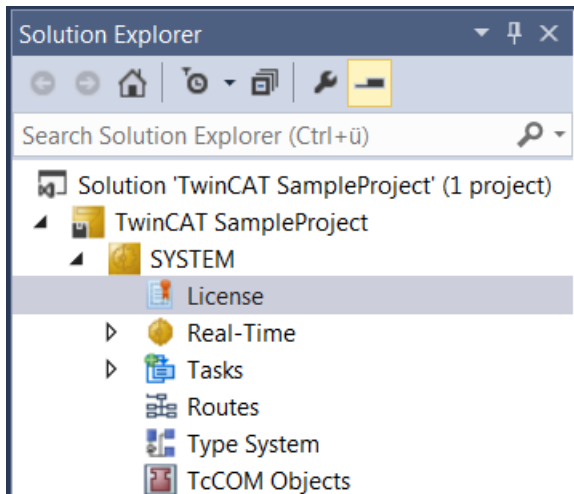 Solution Explorer
Search Solution Explorer (Ctrl+ü)
Solution 'TwinCAT SampleProject' (1 project)
TwinCAT SampleProject
SYSTEM
License
Real-Time
Tasks
Routes
Type System
TcCOM Objects